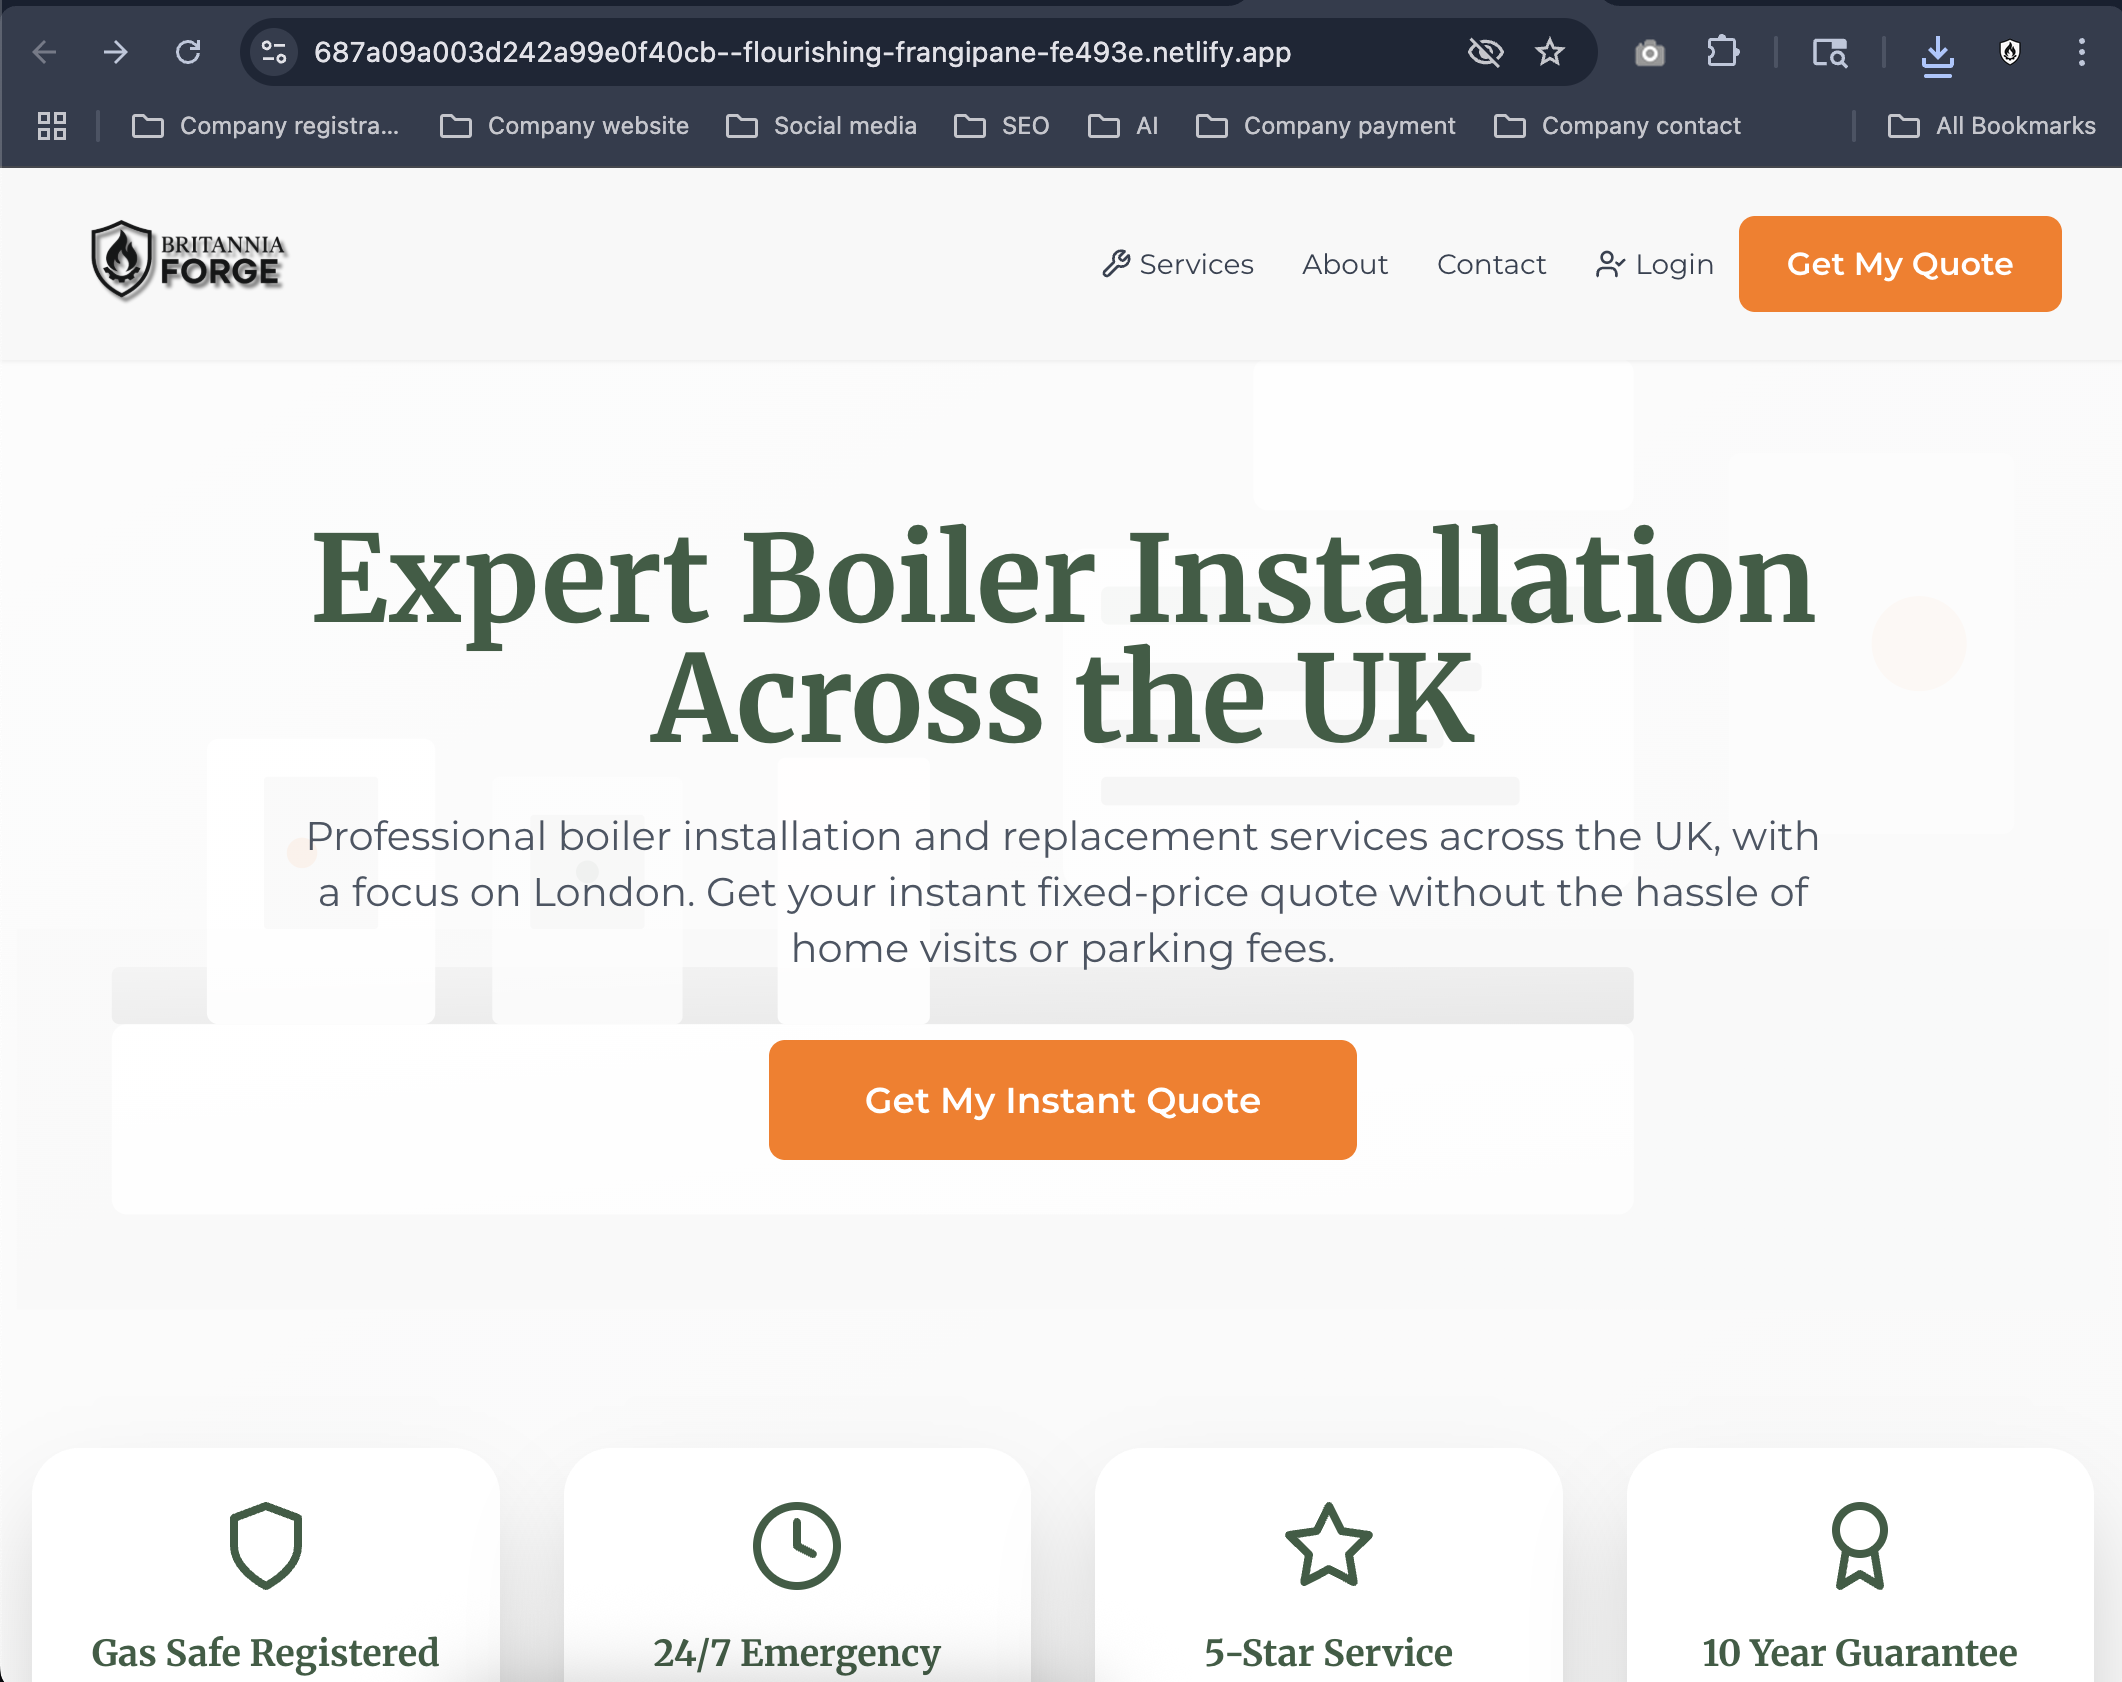 687a09a003d242a99e0f40cb--flourishing-frangipane-fe493e.netlify.app
Company registra...
Company website
Social media
SEO
AI
Company payment
Company contact
All Bookmarks
BRITANNIA
FORGE
Services
About
Contact
Login
Get My Quote
Expert Boiler Installation
Across the UK
Professional boiler installation and replacement services across the UK, with
a focus on London. Get your instant fixed-price quote without the hassle of
home visits or parking fees.
Get My Instant Quote
Gas Safe Registered
24/7 Emergency
5-Star Service
10 Year Guarantee